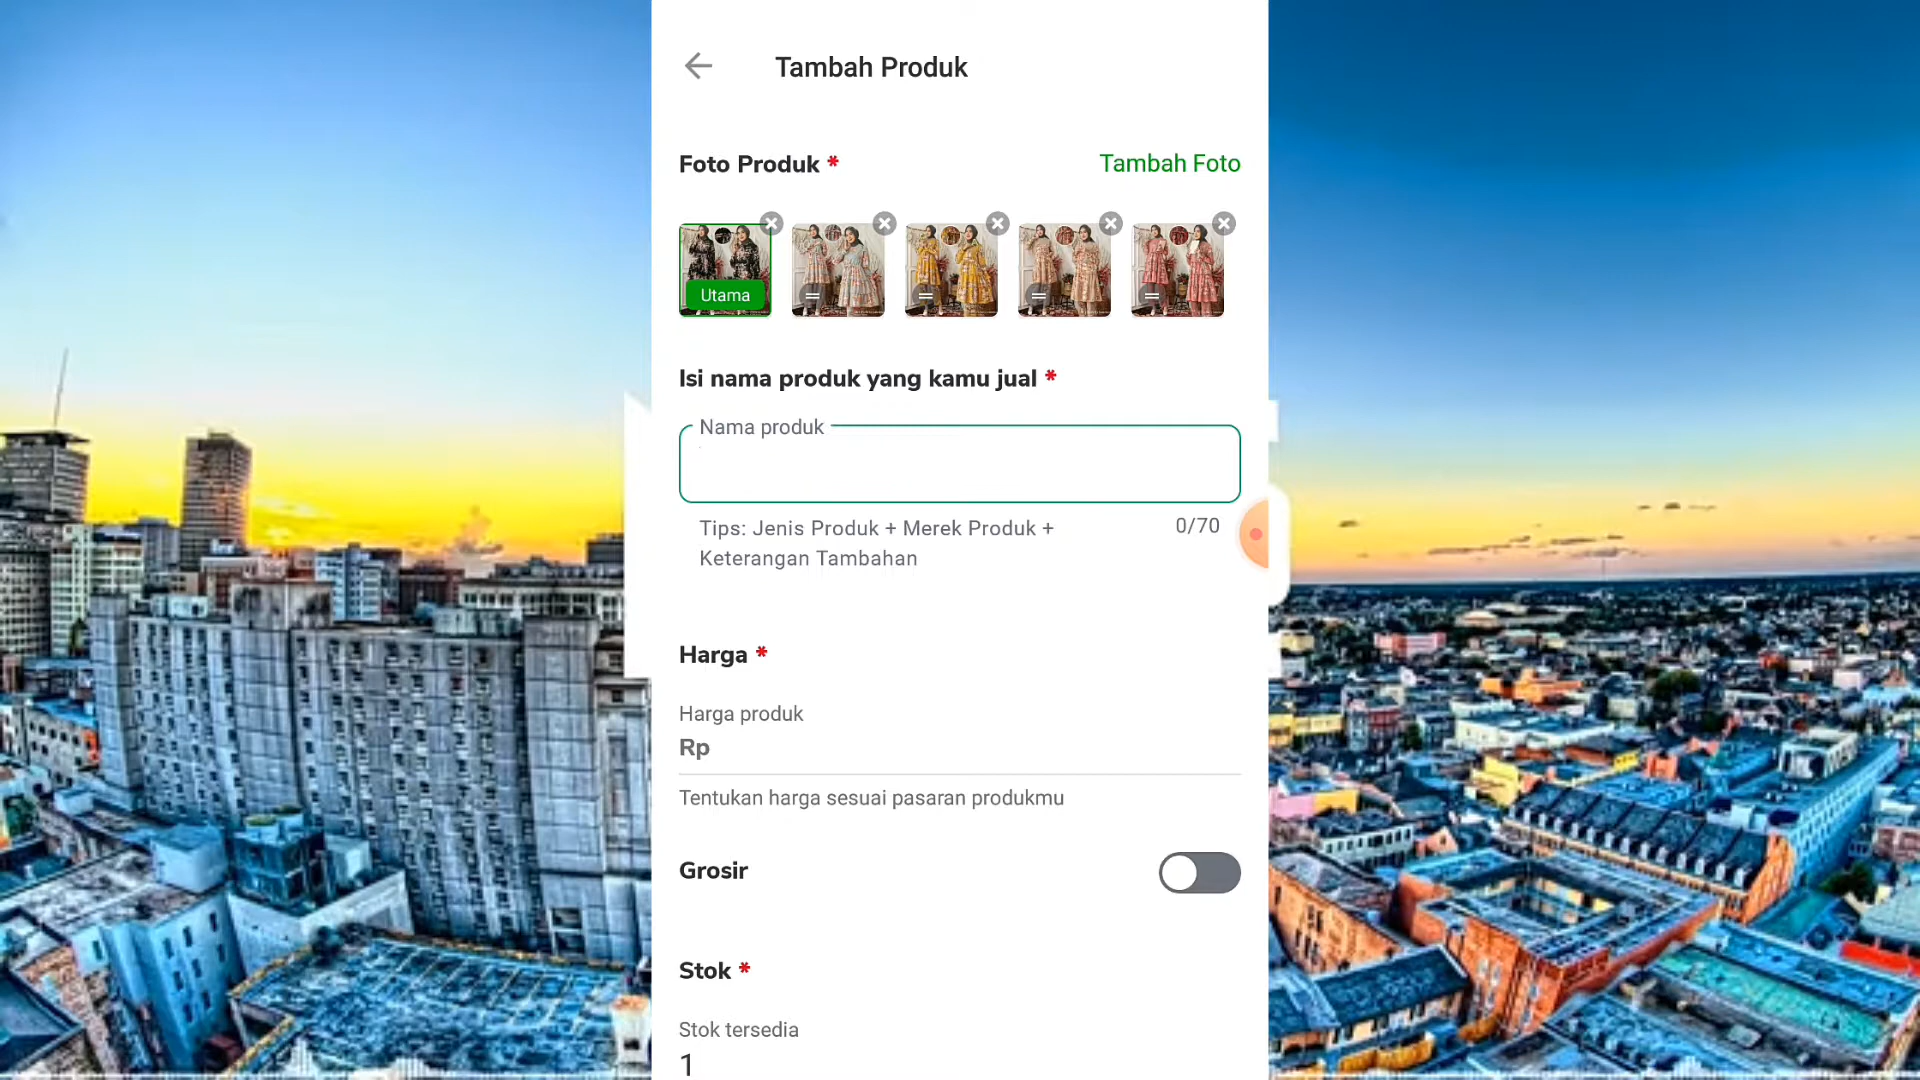 Tambah Produk
Foto Produk *
Tambah Foto
Utama
Isi nama produk yang kamu jual *
Nama produk
Tips: Jenis Produk + Merek Produk +
Keterangan Tambahan
0/70
Harga *
Harga produk
Rp
Tentukan harga sesuai pasaran produkmu
Grosir
Stok *
Stok tersedia
1